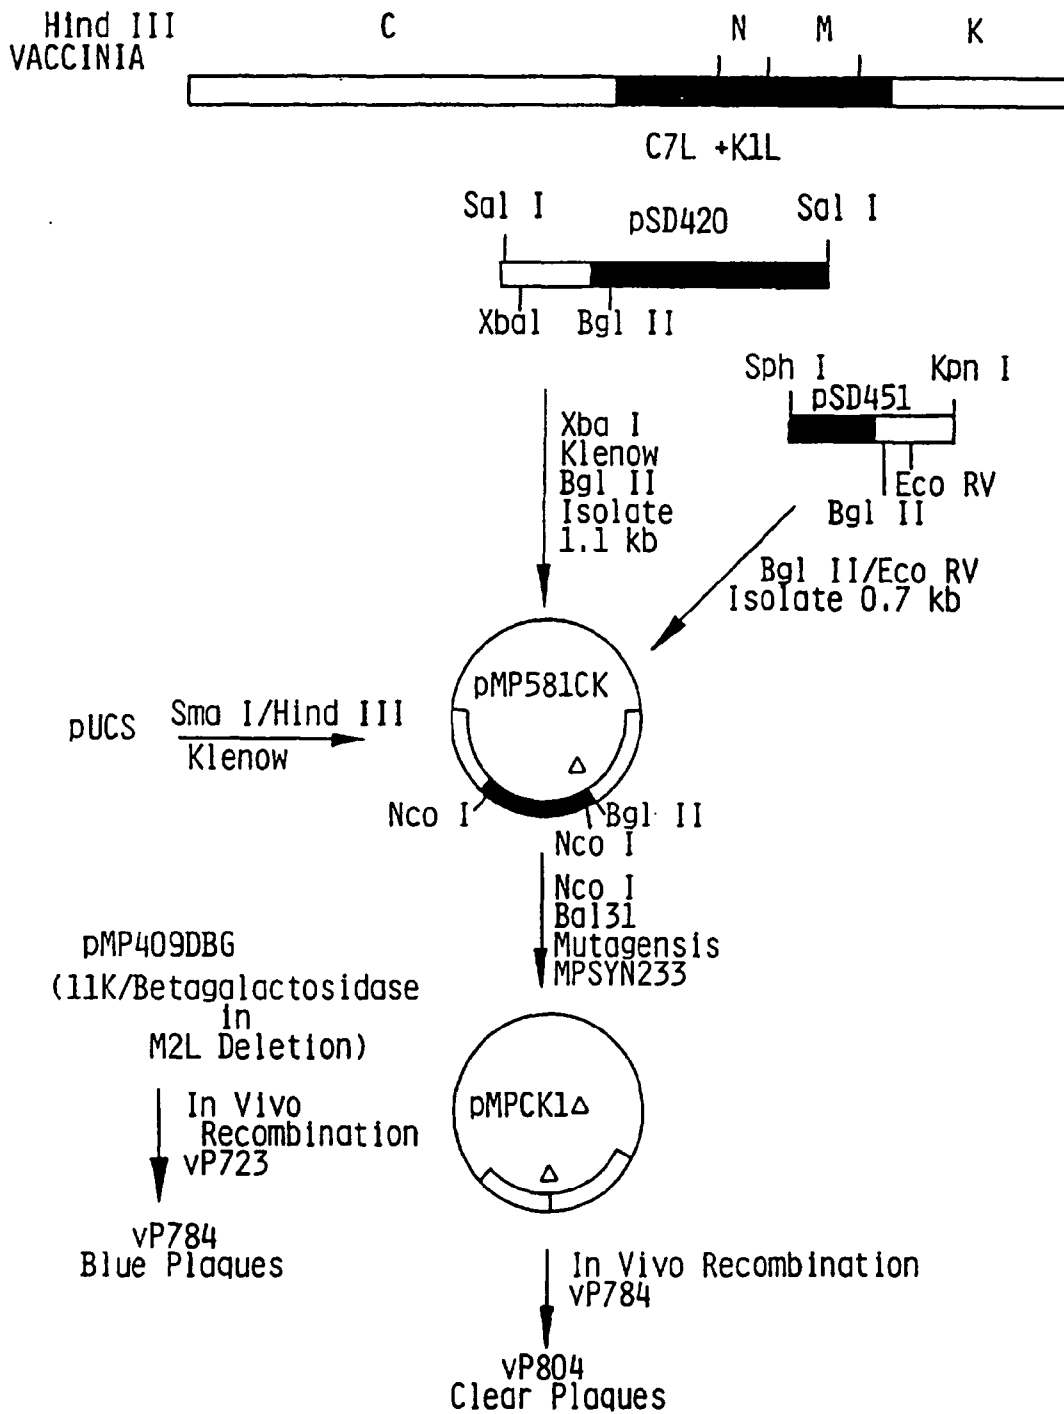 Hind III
VACCINIA
C
N
M
K
C7L +K1L
Sal I
pSD420
Sal I
XbaI
Bgl II
Sph I
Kpn I
pSD451
Eco RV
Bgl II
Xba I
Klenow
Bgl II
Isolate
1.1 kb
Bgl II/Eco RV
Isolate 0.7 kb
pMP581CK
pUCS
Sma I/Hind III
Klenow
Δ
Nco I
Bgl II
Nco I
Nco I
Bal31
Mutagensis
MPSYN233
pMP409DBG
(11K/Betagalactosidase
in
M2L Deletion)
In Vivo
Recombination
vP723
vP784
Blue Plaques
pMPCK1Δ
Δ
In Vivo Recombination
vP784
vP804
Clear Plaques